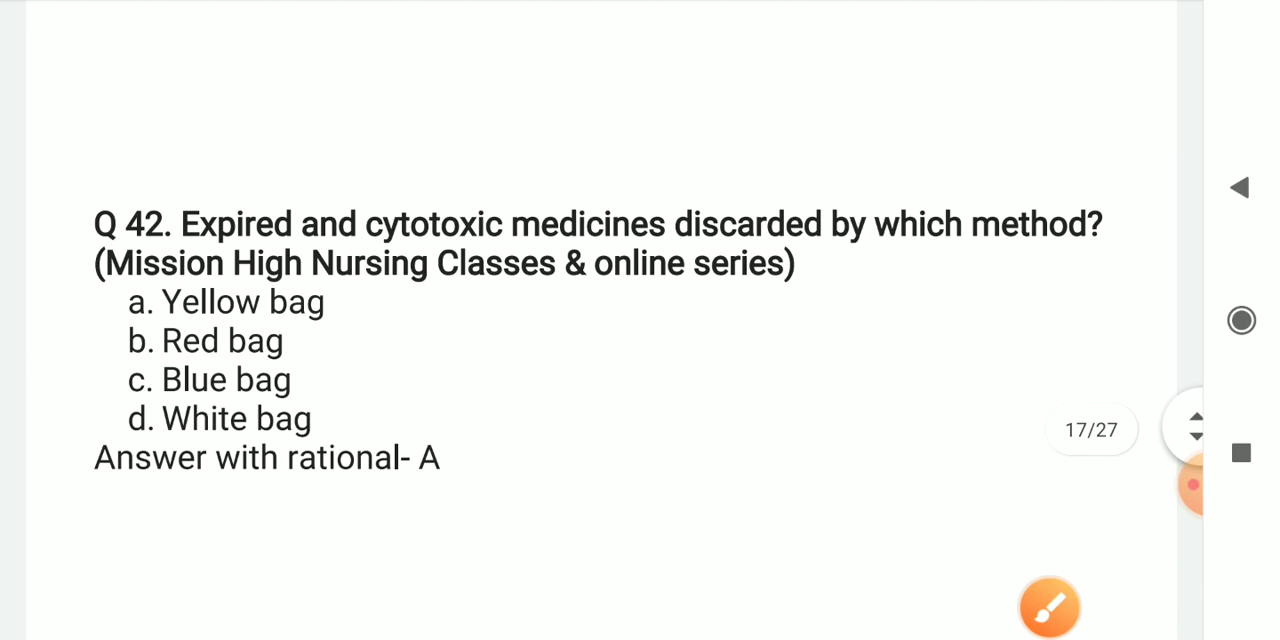 Q 42. Expired and cytotoxic medicines discarded by which method?
(Mission High Nursing Classes & online series)
a. Yellow bag
b. Red bag
c. Blue bag
d. White bag
17/27
Answer with rational- A